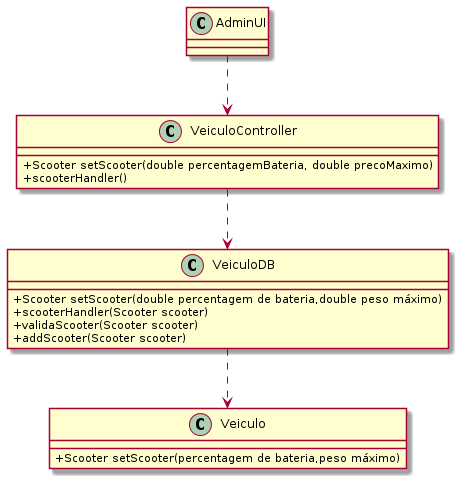 C AdminUI
C VeiculoController
+Scooter setScooter(double percentagemBateria, double precoMaximo)
+scooterHandler()
C VeiculoDB
+Scooter setScooter(double percentagem de bateria,double peso máximo)
+scooterHandler(Scooter scooter)
+validaScooter(Scooter scooter)
+addScooter(Scooter scooter)
C Veiculo
+Scooter setScooter(percentagem de bateria,peso máximo)